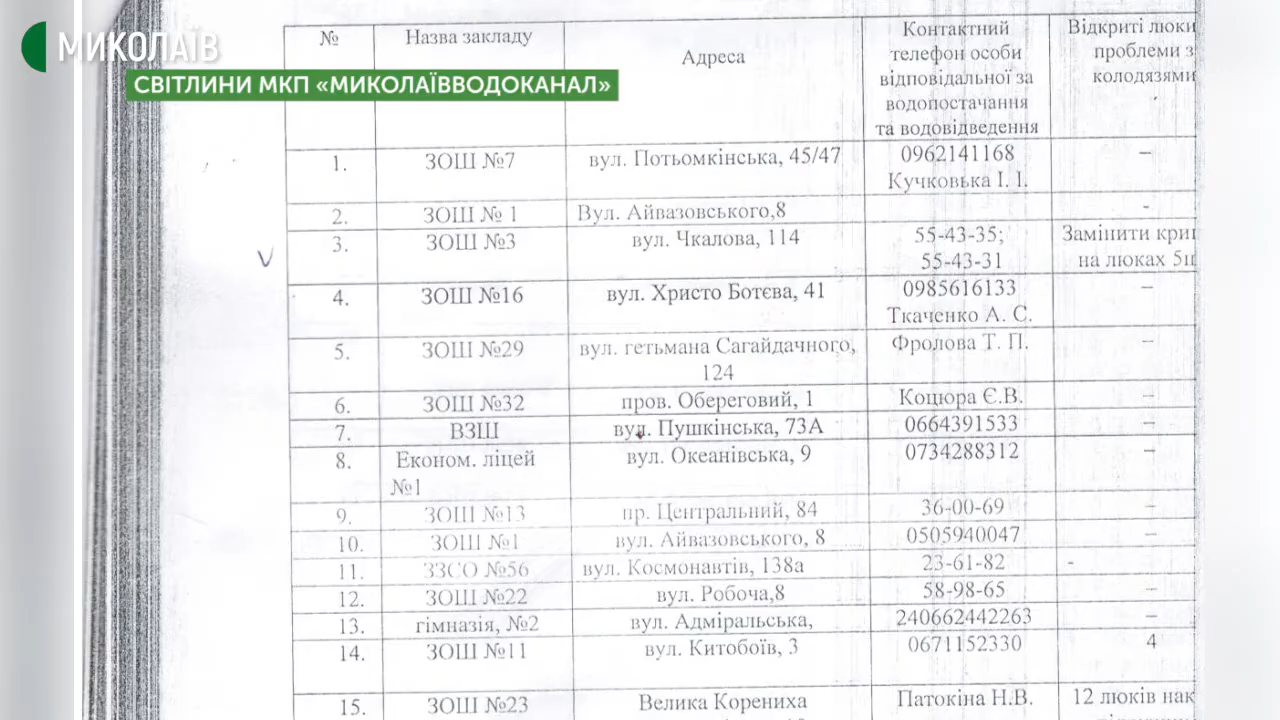 МИКОЛАЇВ
СВІТЛИНИ МКП «МИКОЛАЇВВОДОКАНАЛ»
№ Назва закладу Адреса Контактний телефон особи відповідальної за водопостачання та водовідведення Відкриті люки проблеми з колодязями
1. ЗОШ №7 вул. Потьомкінська, 45/47 0962141168 Кучковька І. І. –
2. ЗОШ № 1 Вул. Айвазовського,8 -
3. ЗОШ №3 вул. Чкалова, 114 55-43-35; 55-43-31 Замінити на люках
4. ЗОШ №16 вул. Христо Ботєва, 41 0985616133 Ткаченко А. С. –
5. ЗОШ №29 вул. гетьмана Сагайдачного, 124 Фролова Т. П. –
6. ЗОШ №32 пров. Обереговий, 1 Коцюра Є.В. –
7. ВЗШ вул. Пушкінська, 73А 0664391533 –
8. Економ. ліцей №1 вул. Океанівська, 9 0734288312 –
9. ЗОШ №13 пр. Центральний, 84 36-00-69 –
10. ЗОШ №1 вул. Айвазовського, 8 0505940047 –
11. ЗЗСО №56 вул. Космонавтів, 138а 23-61-82 -
12. ЗОШ №22 вул. Робоча,8 58-98-65 –
13. гімназія, №2 вул. Адміральська, 240662442263 –
14. ЗОШ №11 вул. Китобоїв, 3 0671152330 4
15. ЗОШ №23 Велика Корениха Патокіна Н.В. 12 люків